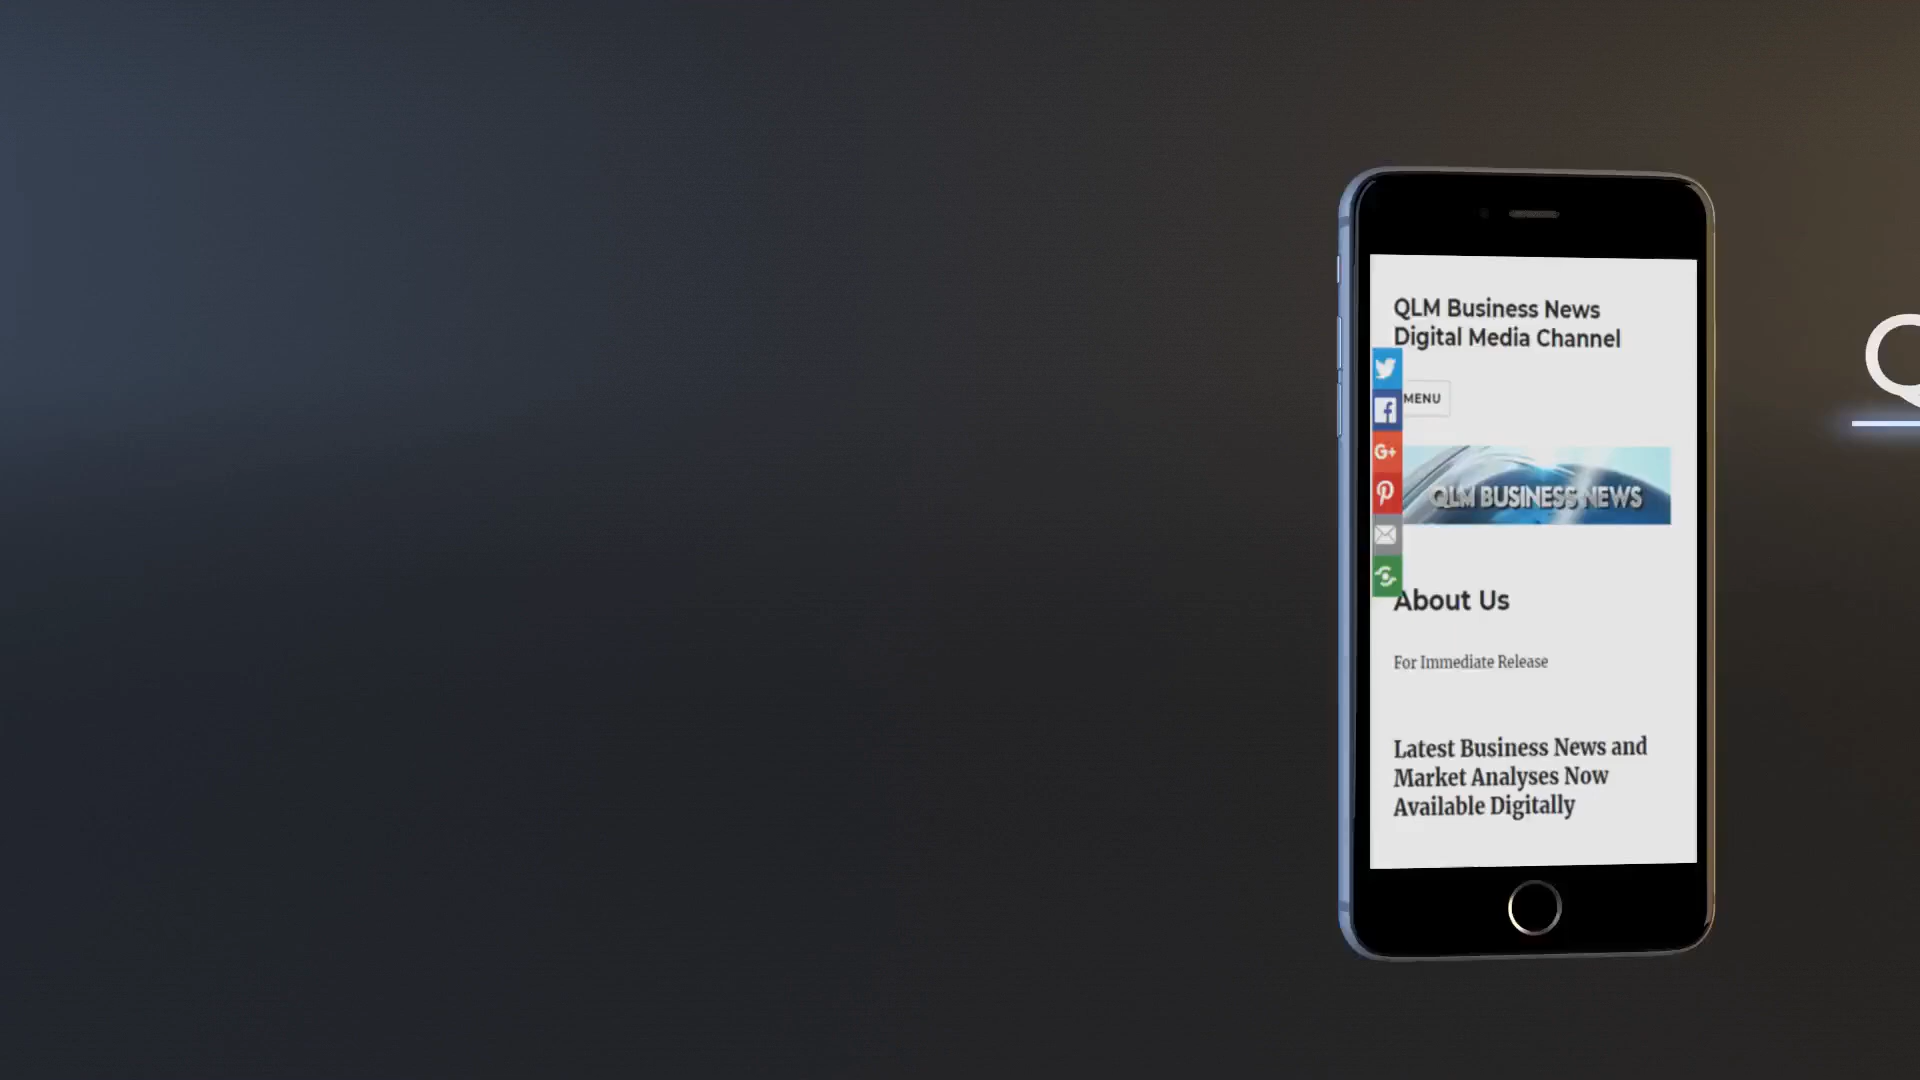 QLM Business News
Digital Media Channel
MENU
QLM BUSINESS NEWS
About Us
For Immediate Release
Latest Business News and
Market Analyses Now
Available Digitally
Q